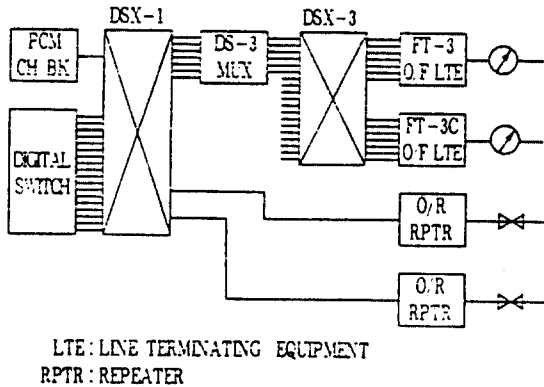 DSX-1
DSX-3
PCM
CH BK
DS-3
MUX
FT-3
O/F LTE
FT-3C
O/F LTE
DIGITAL
SWITCH
O/R
RPTR
O/R
RPTR
LTE : LINE TERMINATING EQUIPMENT
RPTR : REPEATER